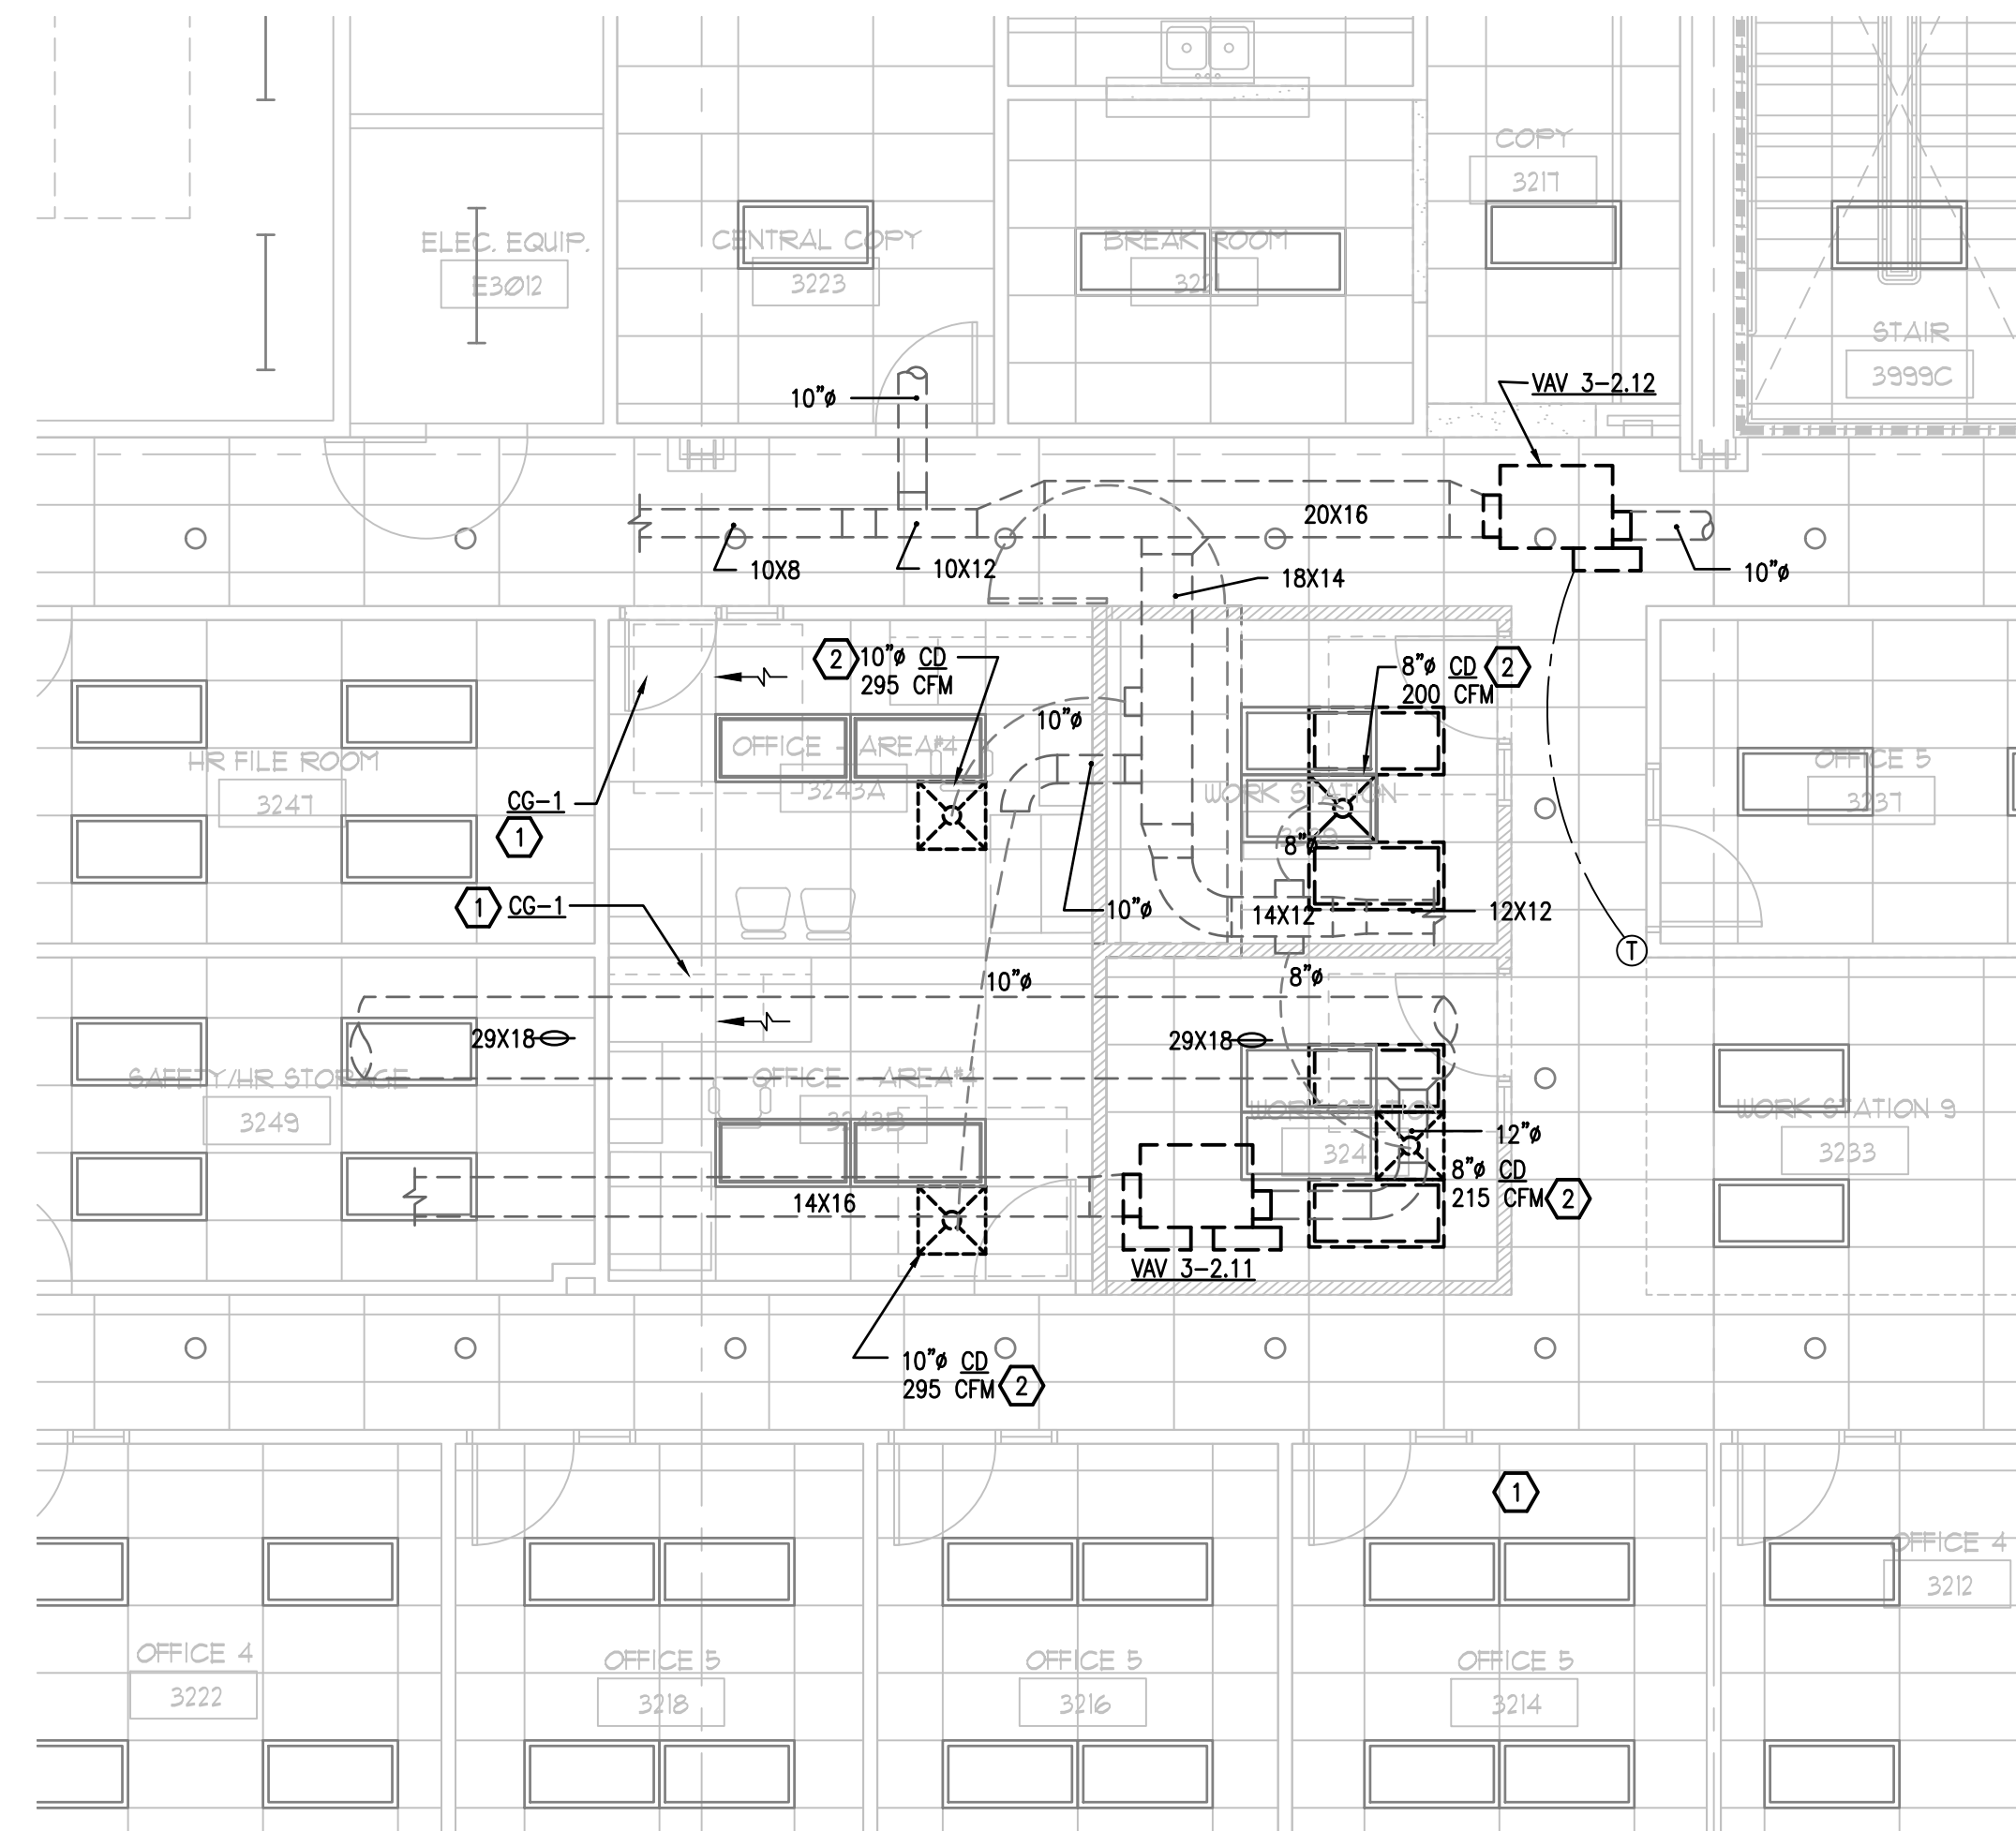 COPY
3217
ELEC. EQUIP.
E3012
CENTRAL COPY
3223
BREAK ROOM
3221
STAIR
3999C
VAV 3-2.12
10"ø
20X16
10X8
10X12
18X14
10"ø
2
10"ø CD
295 CFM
8"ø CD
200 CFM
2
10"ø
HR FILE ROOM
3247
OFFICE - AREA#4
3243A
WORK STATION
OFFICE 5
3237
CG-1
1
8"ø
1
CG-1
10"ø
14X12
12X12
T
10"ø
8"ø
29X18
29X18
SAFETY/HR STORAGE
3249
OFFICE - AREA#4
3243B
WORK STATION
324
WORK STATION 9
3233
12"ø
8"ø CD
215 CFM
2
14X16
VAV 3-2.11
10"ø CD
295 CFM
2
1
OFFICE 4
3212
OFFICE 4
3222
OFFICE 5
3218
OFFICE 5
3216
OFFICE 5
3214